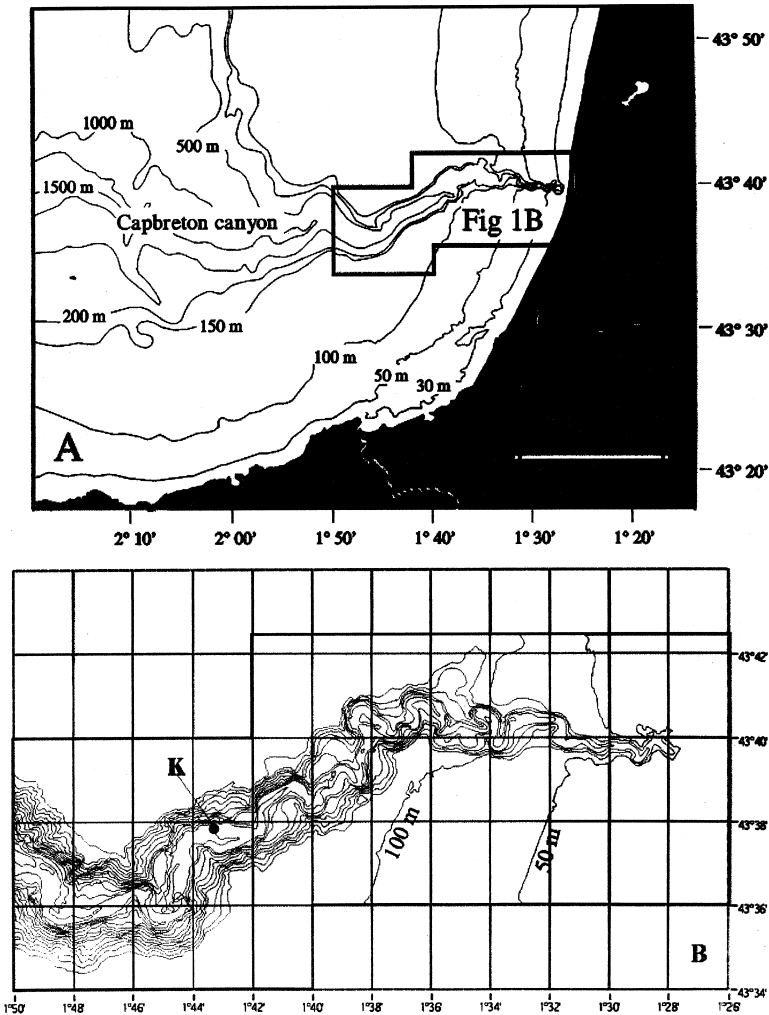 43° 50'
1000 m
500 m
43° 40'
1500 m
Capbreton canyon
Fig 1B
200 m
150 m
43° 30'
100 m
50 m
30 m
A
43° 20'
2° 10'
2° 00'
1° 50'
1° 40'
1° 30'
1° 20'
43°42'
43°40'
K
43°38'
100 m
50 m
43°36'
B
43°34'
1°50'
1°48'
1°46'
1°44'
1°42'
1°40'
1°38'
1°36'
1°34'
1°32'
1°30'
1°28'
1°26'